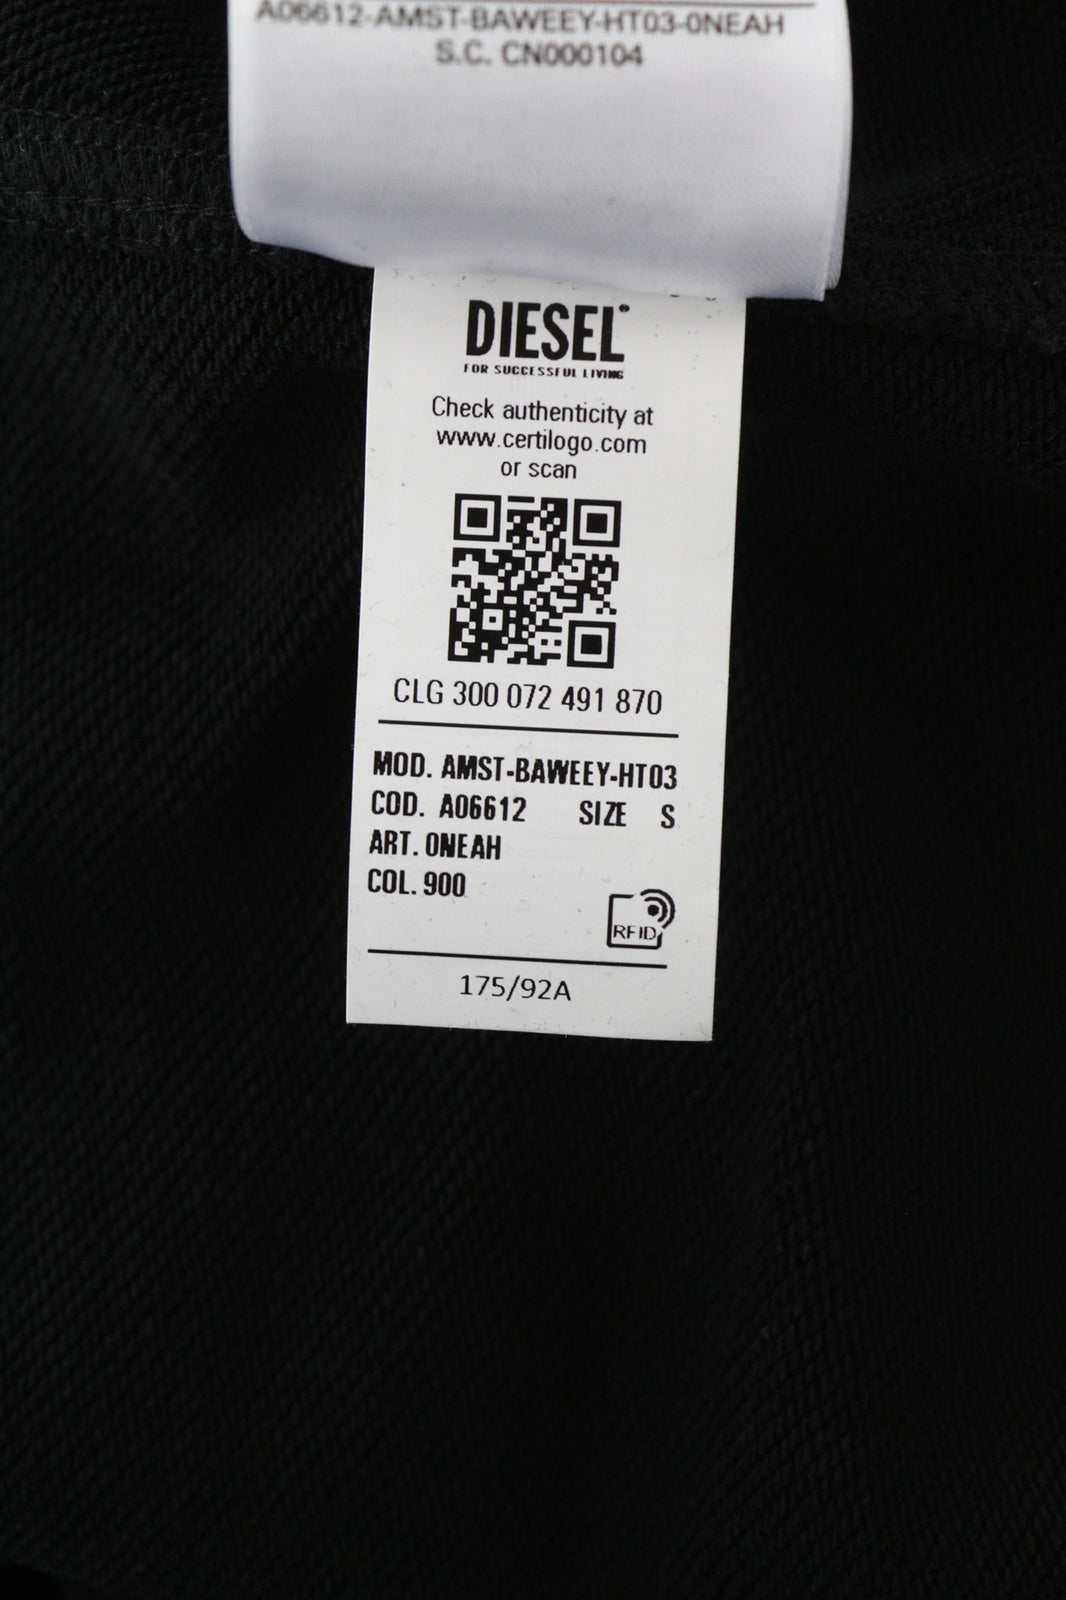 A06612-AMST-BAWEEY-HT03-0NEAH
S.C. CN000104
DIESEL
FOR SUCCESSFUL LIVING
Check authenticity at
www.certilogo.com
or scan
CLG 300 072 491 870
MOD. AMST-BAWEEY-HT03
COD. A06612 SIZE S
ART. 0NEAH
COL. 900
RFID
175/92A